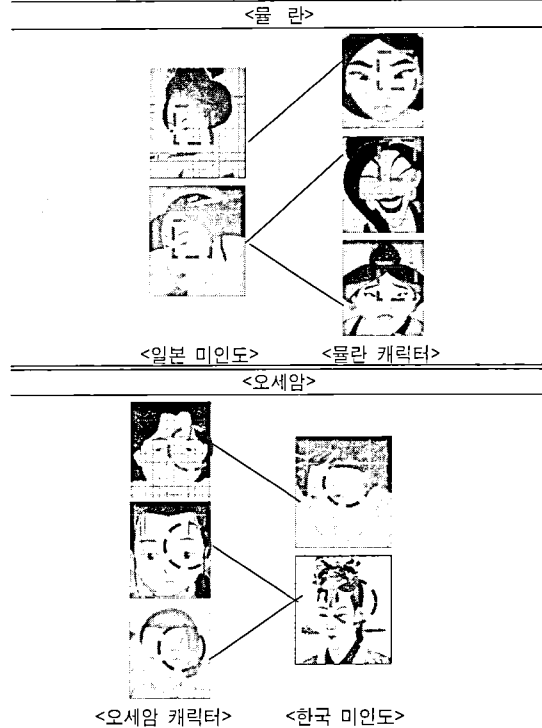 <뮬 란>
<일본 미인도> <뮬란 캐릭터>
<오세암>
<오세암 캐릭터> <한국 미인도>